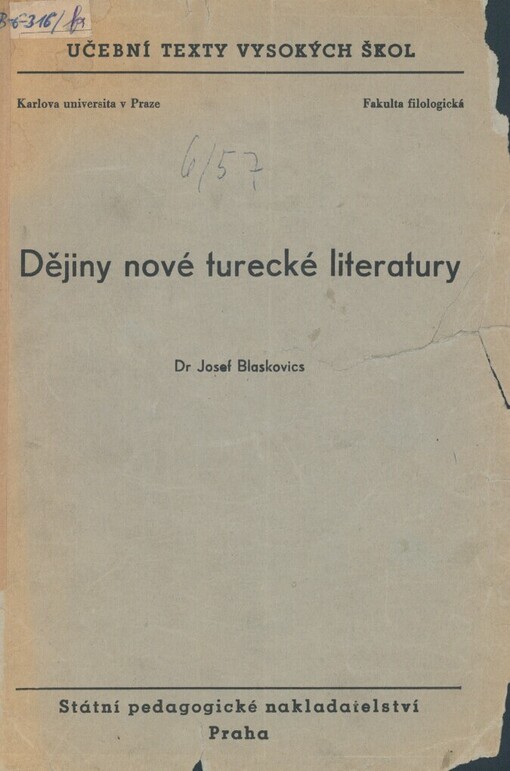 UČEBNÍ TEXTY VYSOKÝCH ŠKOL
Karlova universita v Praze Fakulta filologická
6/57
Dějiny nové turecké literatury
Dr Josef Blaskovics
Státní pedagogické nakladatelství
Praha